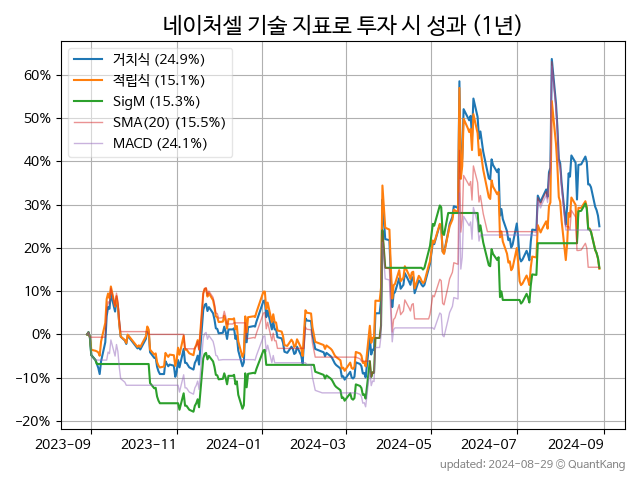 네이처셀 기술 지표로 투자 시 성과 (1년)
거치식 (24.9%)
적립식 (15.1%)
SigM (15.3%)
SMA(20) (15.5%)
MACD (24.1%)
60%
50%
40%
30%
20%
10%
0%
−10%
−20%
2023-09 2023-11 2024-01 2024-03 2024-05 2024-07 2024-09
updated: 2024-08-29 © QuantKang